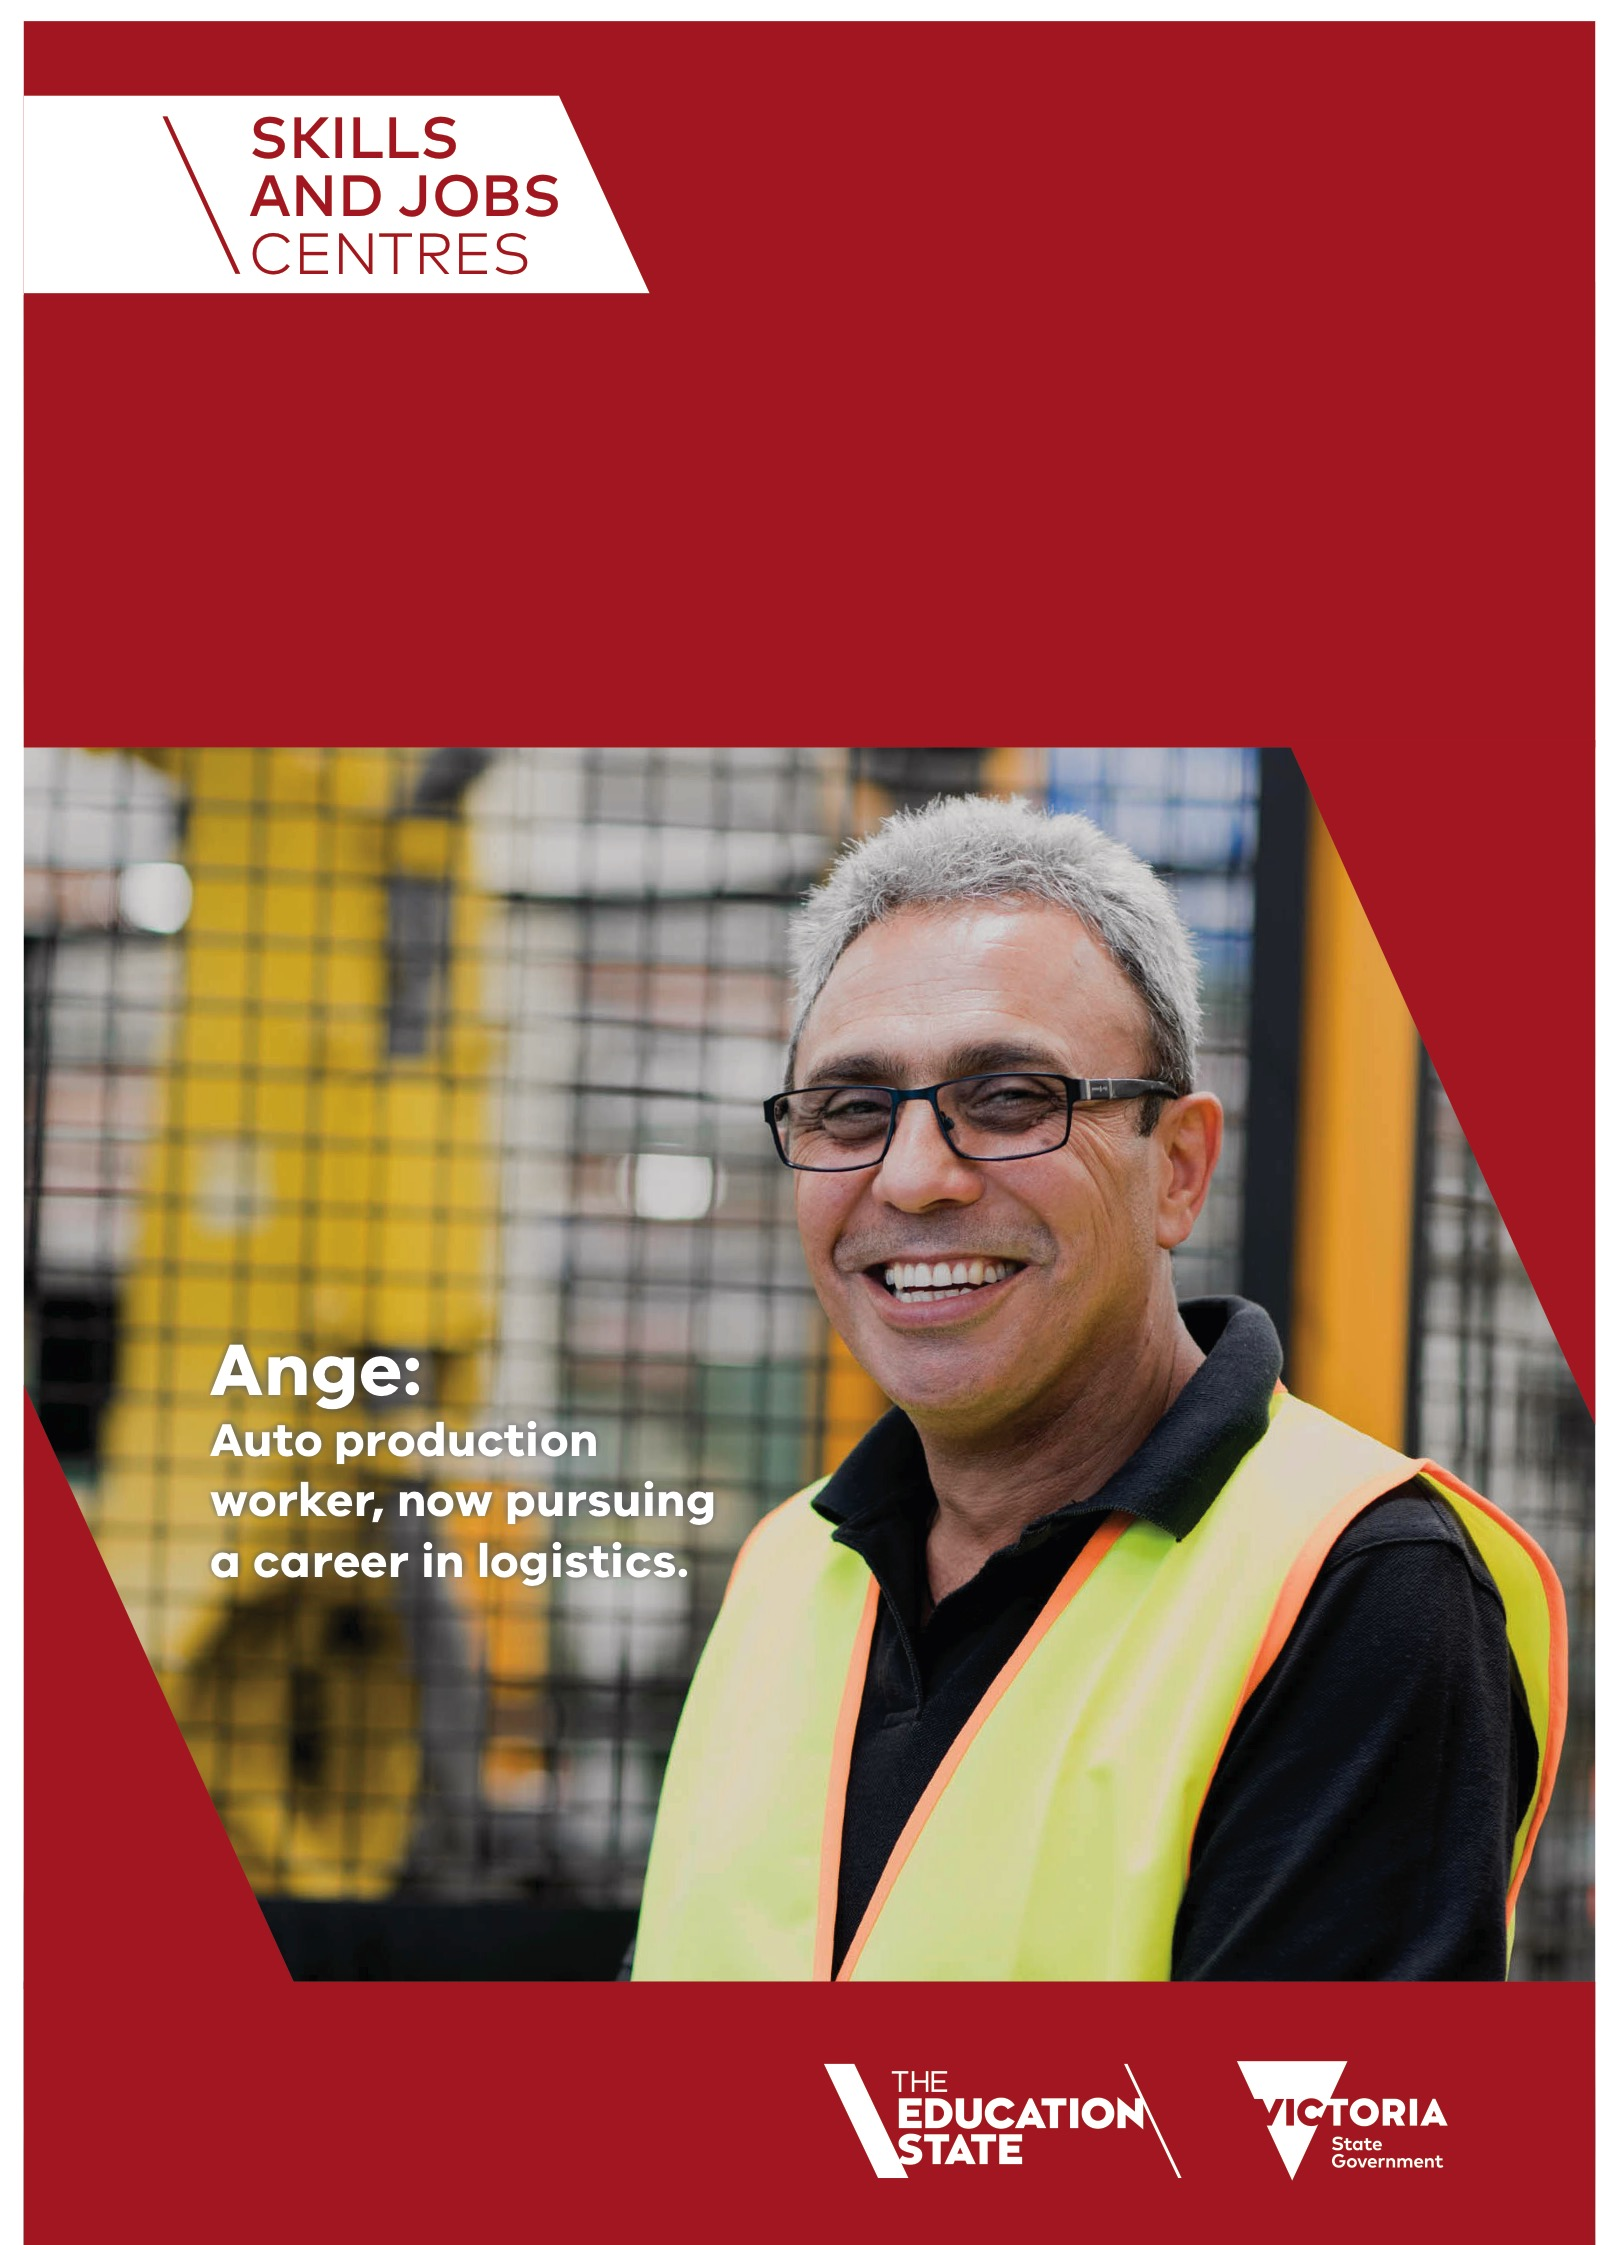 SKILLS
AND JOBS
CENTRES
Ange:
Auto production
worker, now pursuing
a career in logistics.
THE
EDUCATION
STATE
VICTORIA
State
Government